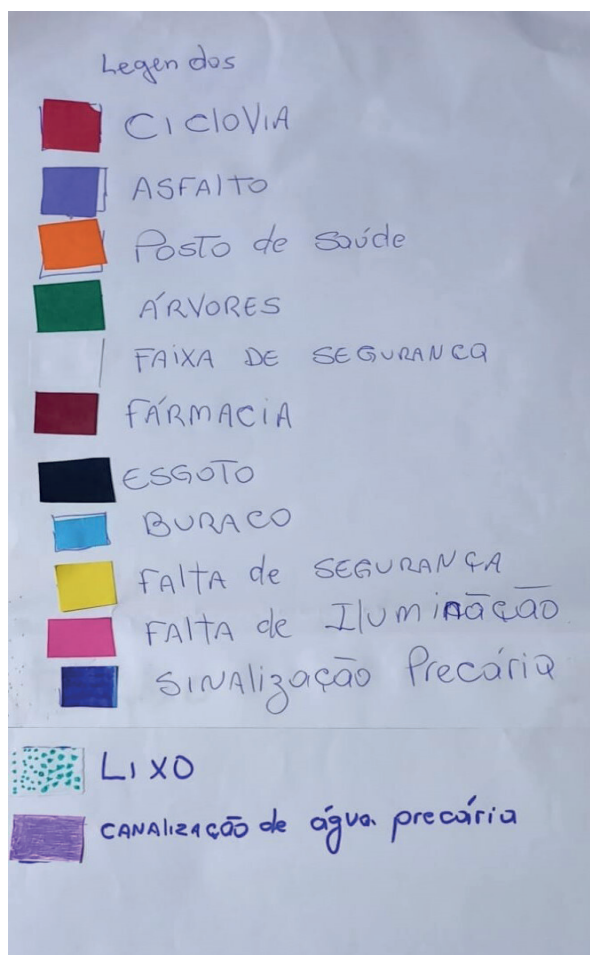 Legendas
CICLOVIA
ASFALTO
Posto de saúde
ÁRVORES
FAIXA DE SEGURANCA
FÁRMACIA
ESGOTO
BURACO
FALTA de SEGURANÇA
FALTA de Iluminação
SINAlização Precária
LIXO
CANAlização de água precária